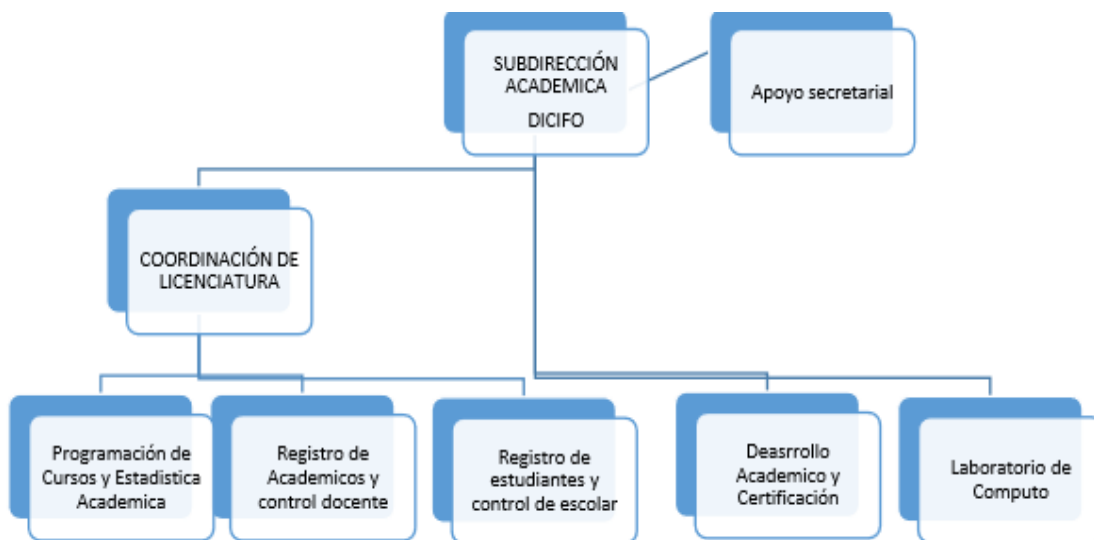 SUBDIRECCIÓN
ACADEMICA
DICIFO
Apoyo secretarial
COORDINACIÓN DE
LICENCIATURA
Programación de
Cursos y Estadistica
Academica
Registro de
Academicos y
control docente
Registro de
estudiantes y
control de escolar
Deasrrollo
Academico y
Certificación
Laboratorio de
Computo